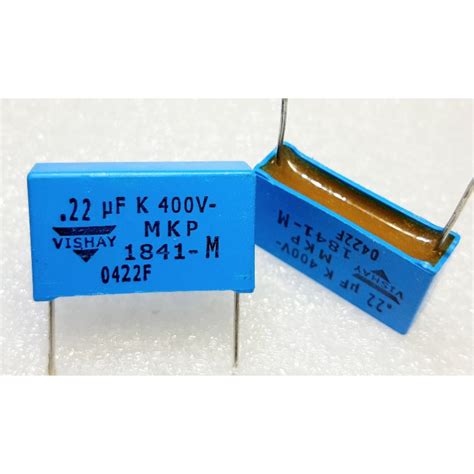 .22 µF K 400V-
VISHAY MKP
1841-M
0422F
.22 µF K 400V-
VISHAY MKP
1841-M
0422F